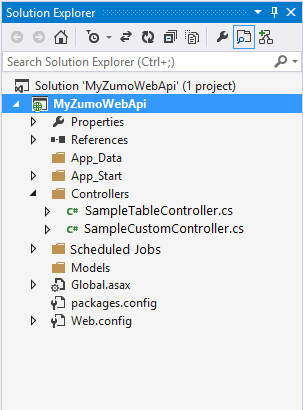 Solution Explorer
Search Solution Explorer (Ctrl+;)
Solution 'MyZumoWebApi' (1 project)
MyZumoWebApi
Properties
References
App_Data
App_Start
Controllers
C# SampleTableController.cs
C# SampleCustomController.cs
Scheduled Jobs
Models
Global.asax
packages.config
Web.config